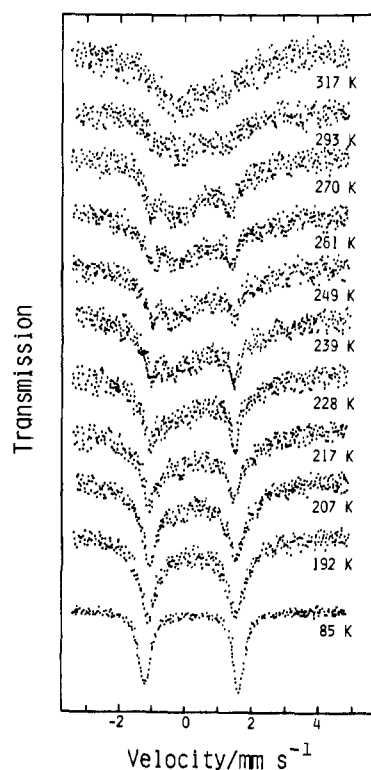 317 K
293 K
270 K
261 K
249 K
239 K
228 K
217 K
207 K
192 K
85 K
Transmission
-2 0 2 4
Velocity/mm s⁻¹